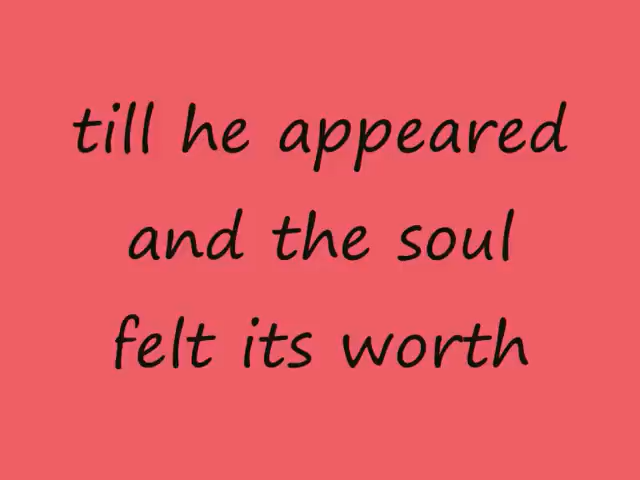 till he appeared
and the soul
felt its worth